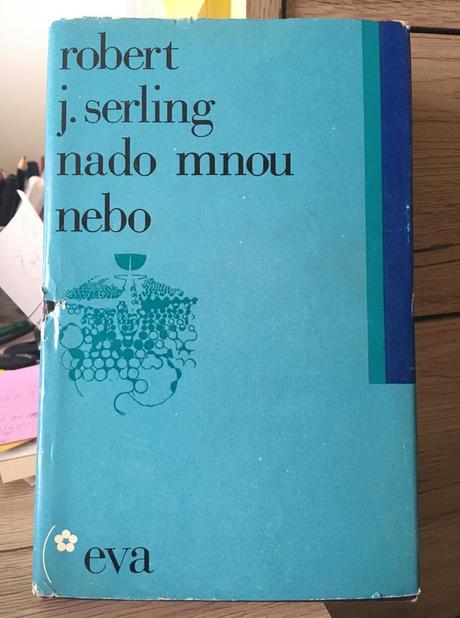 robert
j. serling
nado mnou
nebo
eva